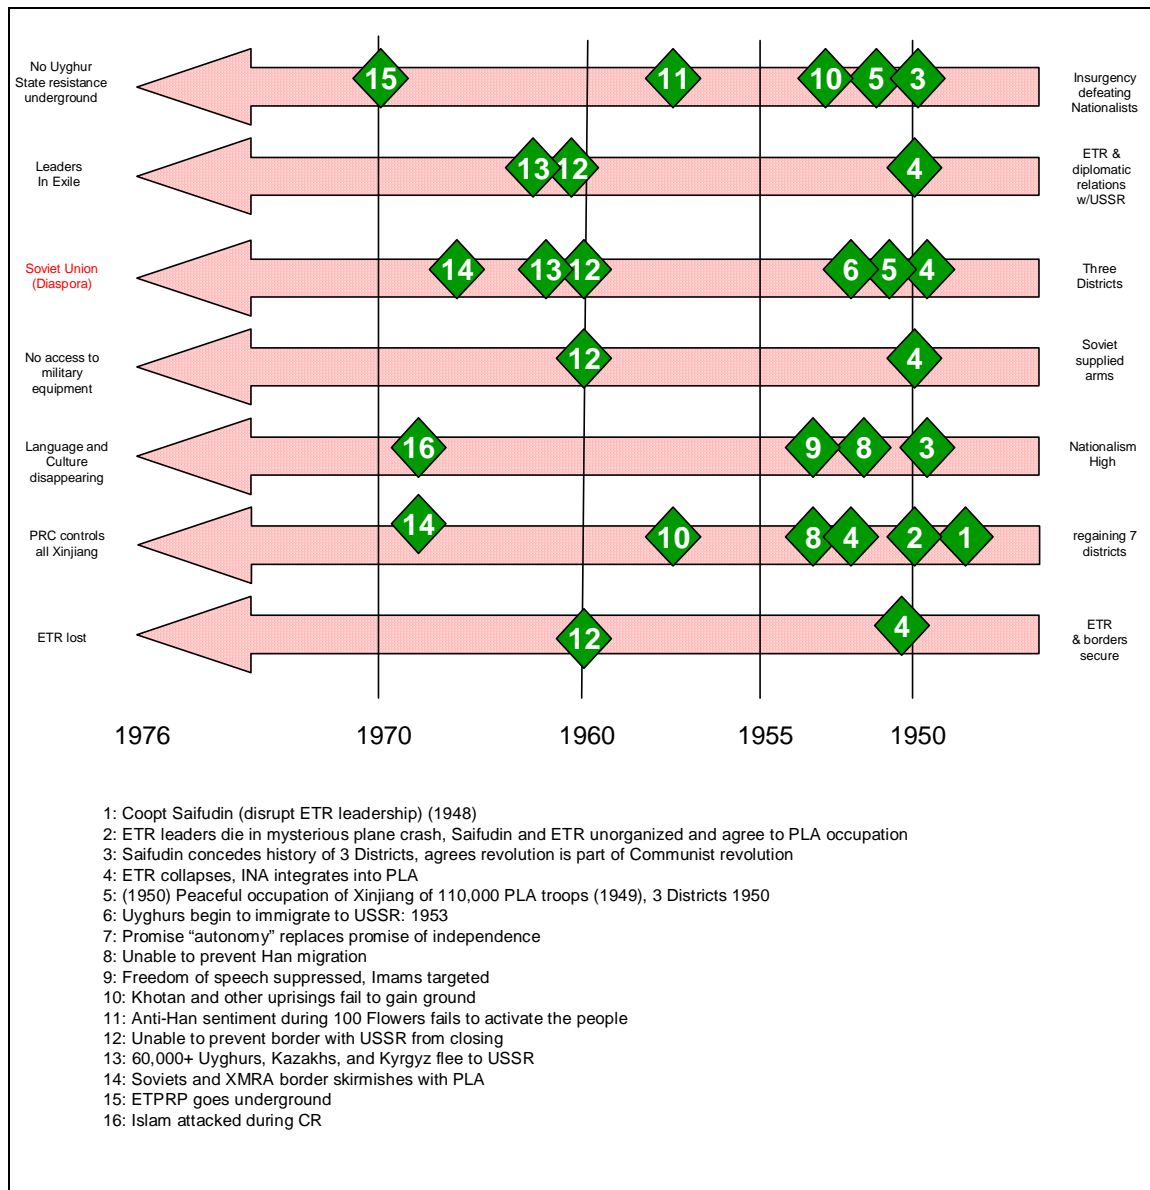 No Uyghur
State resistance
underground
15
11
10
5
3
Insurgency
defeating
Nationalists
Leaders
In Exile
13
12
4
ETR &
diplomatic
relations
w/USSR
Soviet Union
(Diaspora)
14
13
12
6
5
4
Three
Districts
No access to
military
equipment
12
4
Soviet
supplied
arms
Language and
Culture
disappearing
16
9
8
3
Nationalism
High
PRC controls
all Xinjiang
14
10
8
4
2
1
regaining 7
districts
ETR lost
12
4
ETR
& borders
secure
1976
1970
1960
1955
1950
1: Coopt Saifudin (disrupt ETR leadership) (1948)
2: ETR leaders die in mysterious plane crash, Saifudin and ETR unorganized and agree to PLA occupation
3: Saifudin concedes history of 3 Districts, agrees revolution is part of Communist revolution
4: ETR collapses, INA integrates into PLA
5: (1950) Peaceful occupation of Xinjiang of 110,000 PLA troops (1949), 3 Districts 1950
6: Uyghurs begin to immigrate to USSR: 1953
7: Promise “autonomy” replaces promise of independence
8: Unable to prevent Han migration
9: Freedom of speech suppressed, Imams targeted
10: Khotan and other uprisings fail to gain ground
11: Anti-Han sentiment during 100 Flowers fails to activate the people
12: Unable to prevent border with USSR from closing
13: 60,000+ Uyghurs, Kazakhs, and Kyrgyz flee to USSR
14: Soviets and XMRA border skirmishes with PLA
15: ETPRP goes underground
16: Islam attacked during CR